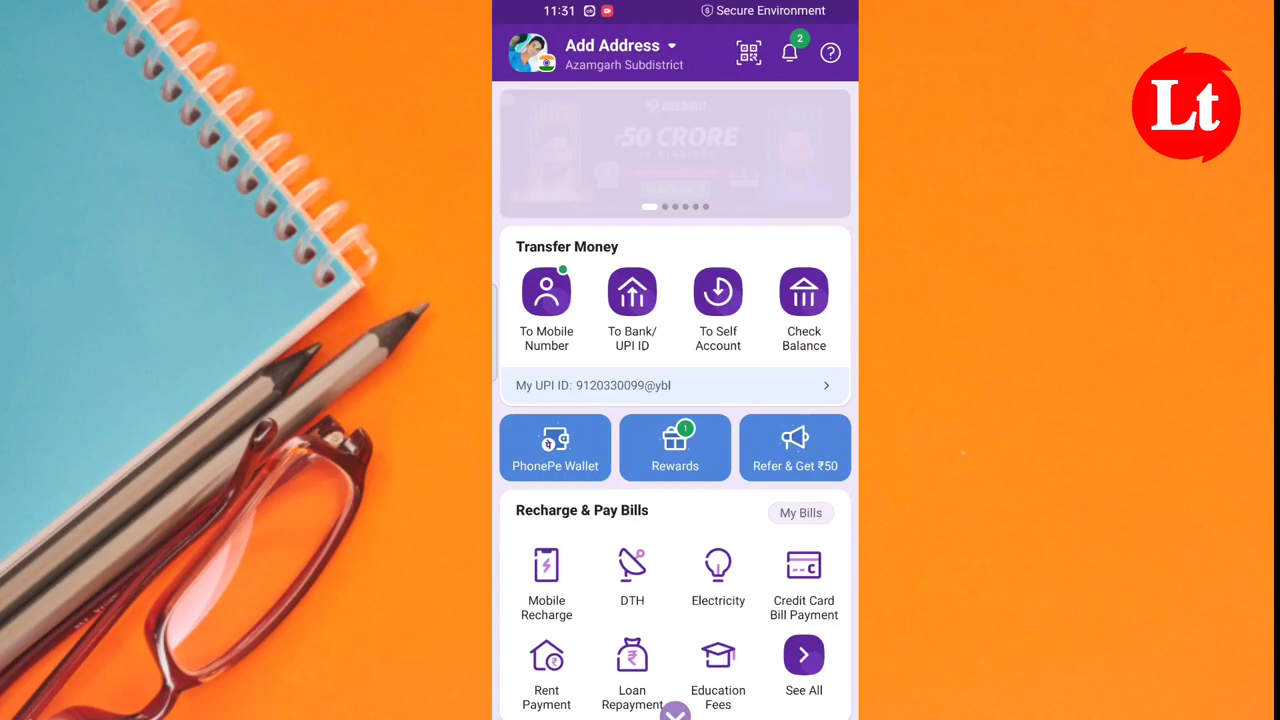 11:31
Secure Environment
Lt
Add Address
2
Azamgarh Subdistrict
50 CRORE
Transfer Money
To Mobile Number
To Bank/ UPI ID
To Self Account
Check Balance
My UPI ID: 9120330099@ybl
1
PhonePe Wallet
Rewards
Refer & Get ₹50
Recharge & Pay Bills
My Bills
Mobile Recharge
DTH
Electricity
Credit Card Bill Payment
Rent Payment
Loan Repayment
Education Fees
See All